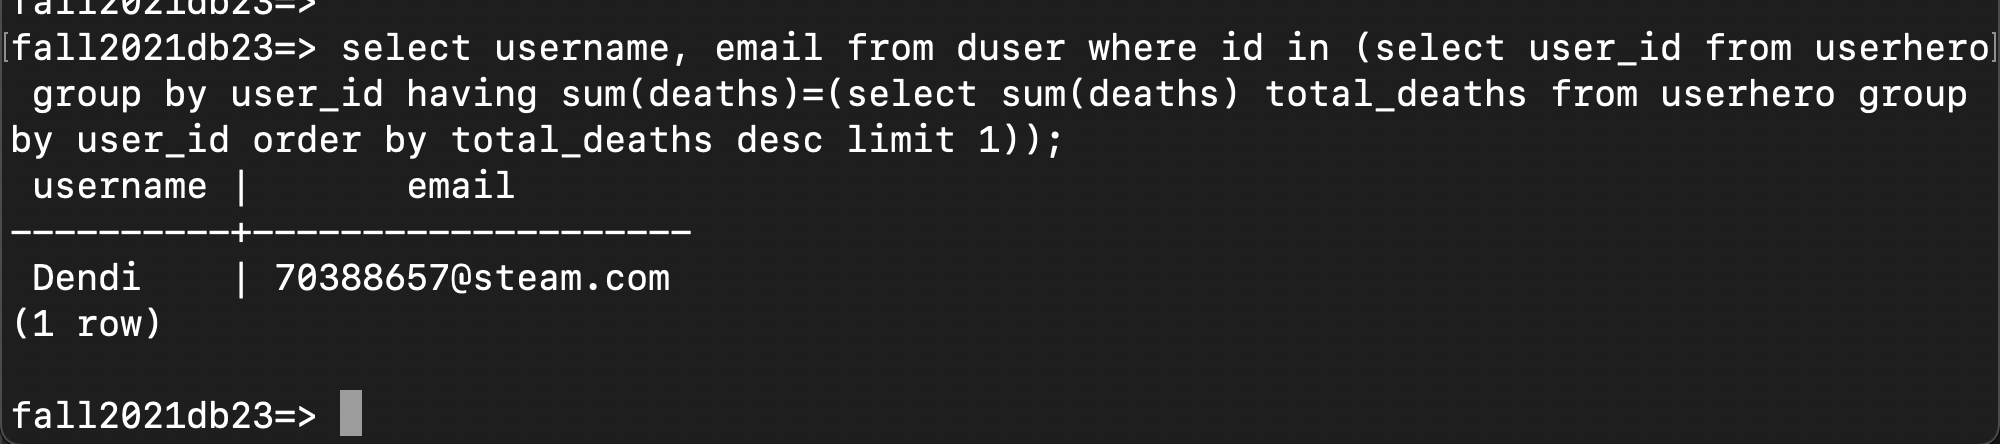 fall2021db23=>
[fall2021db23=> select username, email from duser where id in (select user_id from userhero]
 group by user_id having sum(deaths)=(select sum(deaths) total_deaths from userhero group
by user_id order by total_deaths desc limit 1));
 username |       email
----------+--------------------
 Dendi    | 70388657@steam.com
(1 row)

fall2021db23=>